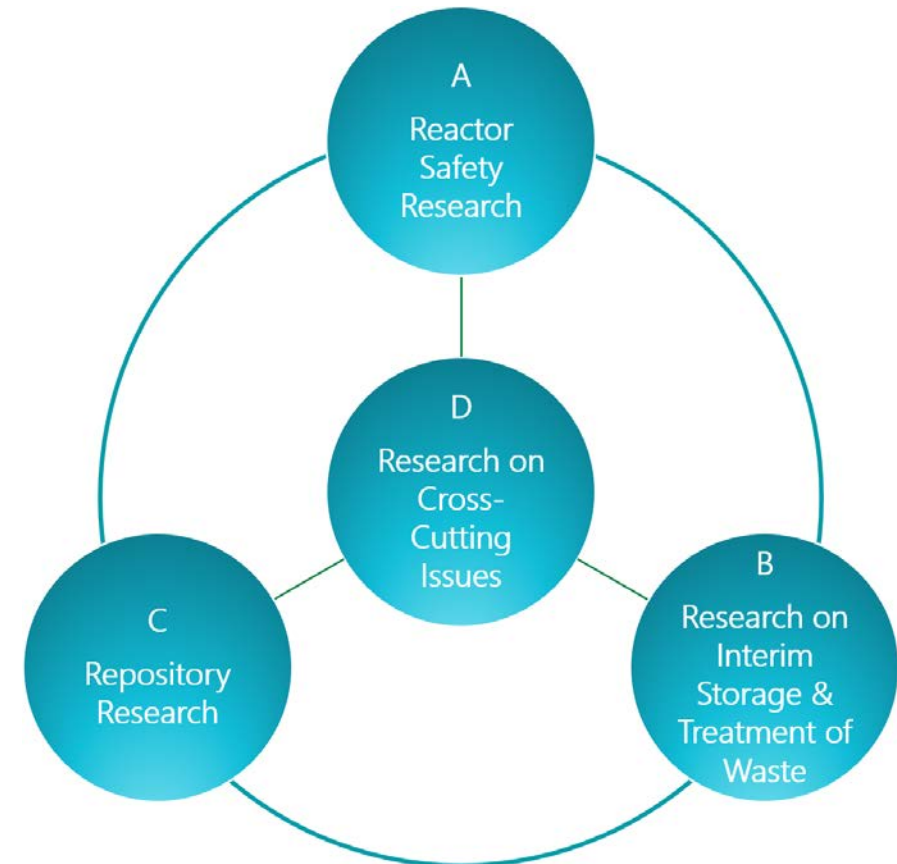 A
Reactor
Safety
Research
D
Research on
Cross-
Cutting
Issues
C
Repository
Research
B
Research on
Interim
Storage &
Treatment of
Waste